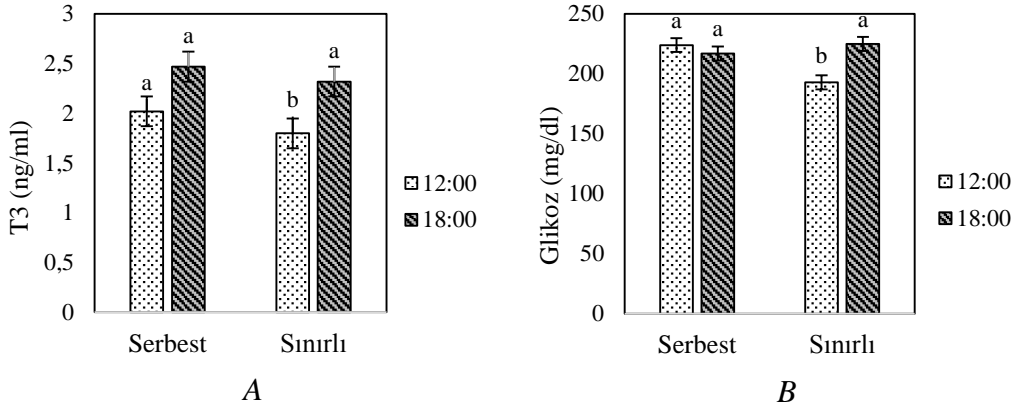 3
2,5
2
1,5
1
0,5
0
T3 (ng/ml)
a
a
b
a
Serbest
Sınırlı
12:00
18:00
A
250
200
150
100
50
0
Glikoz (mg/dl)
a
a
b
a
Serbest
Sınırlı
12:00
18:00
B